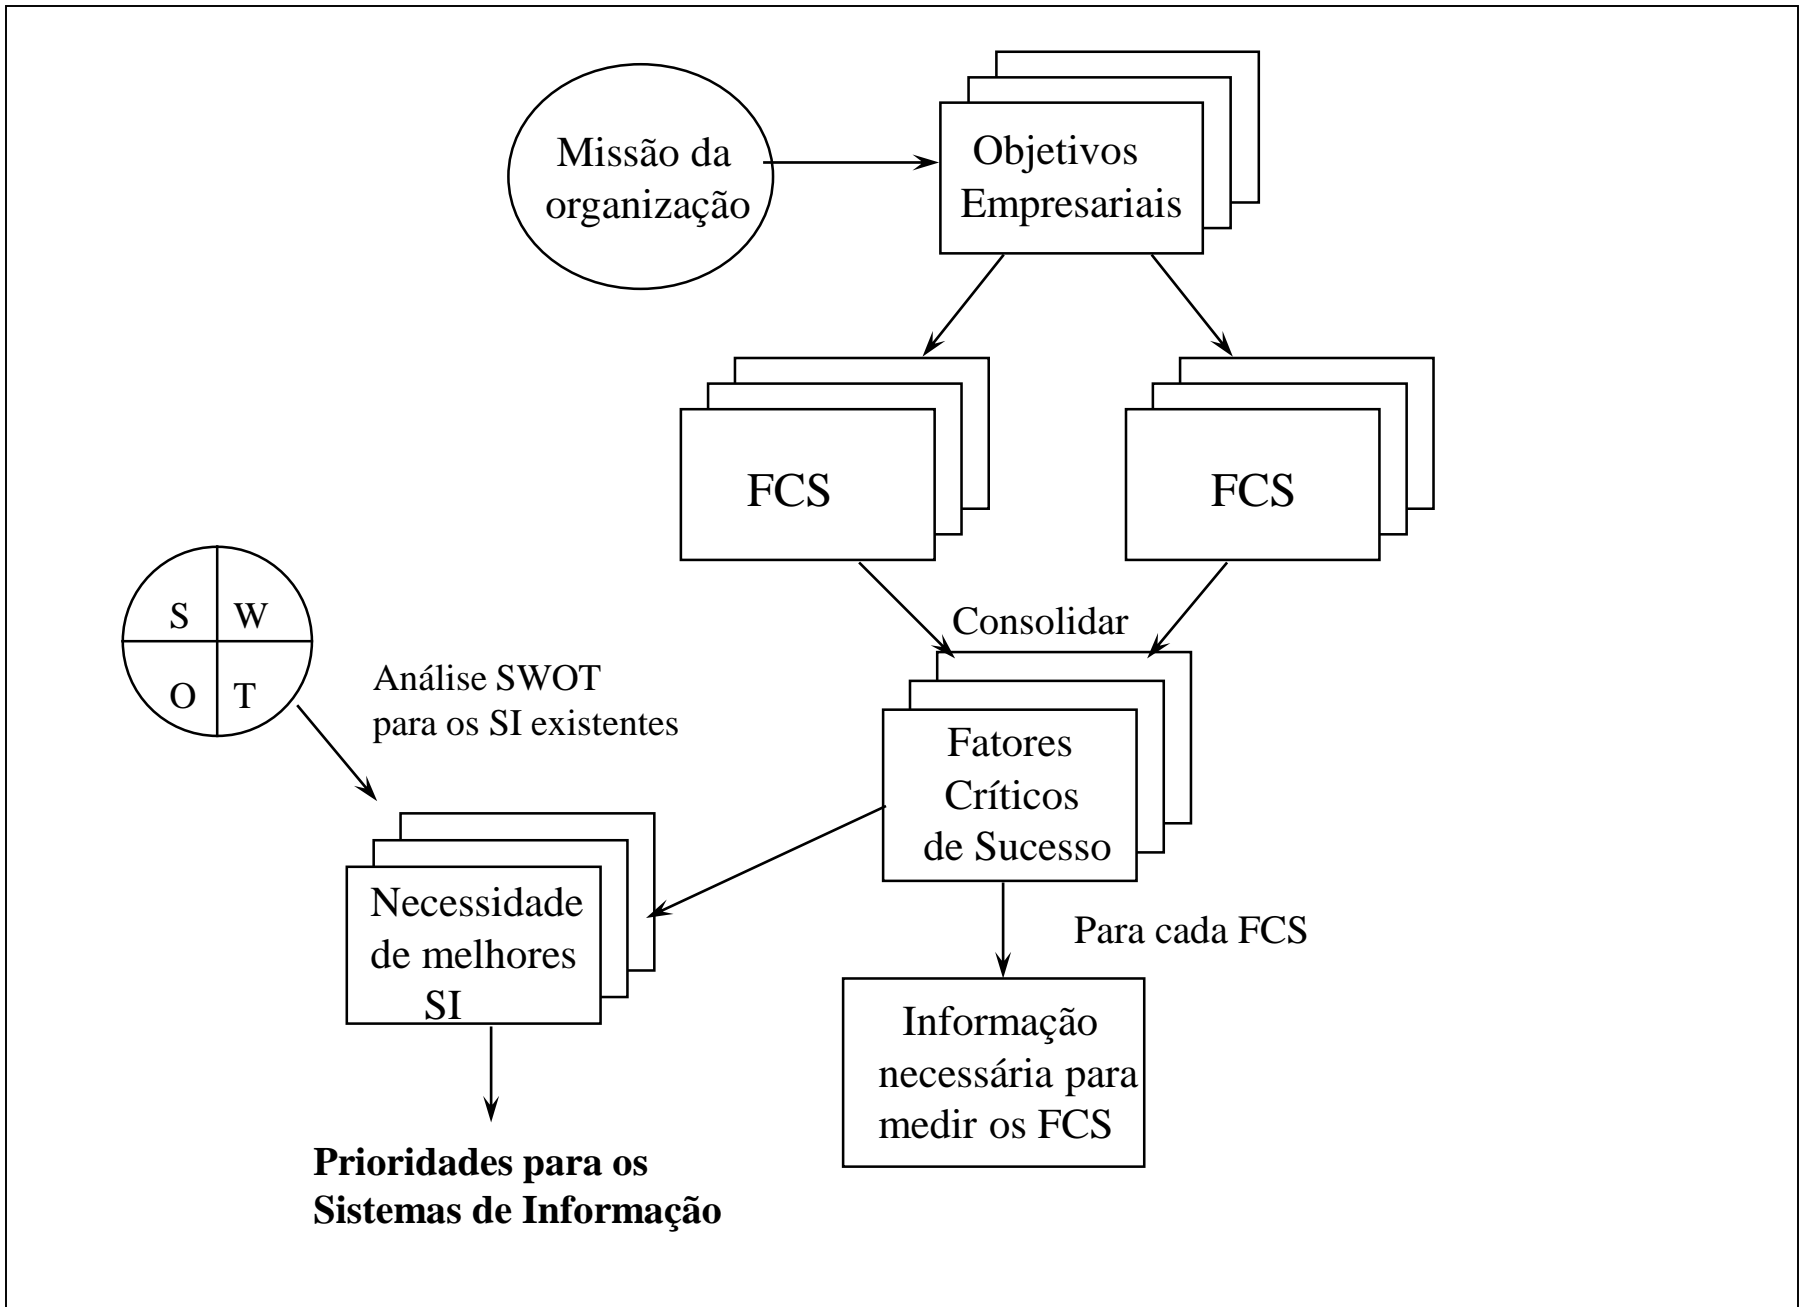 Missão da
organização
Objetivos
Empresariais
FCS
FCS
Consolidar
S W
O T
Análise SWOT
para os SI existentes
Fatores
Críticos
de Sucesso
Necessidade
de melhores
SI
Para cada FCS
Informação
necessária para
medir os FCS
Prioridades para os
Sistemas de Informação